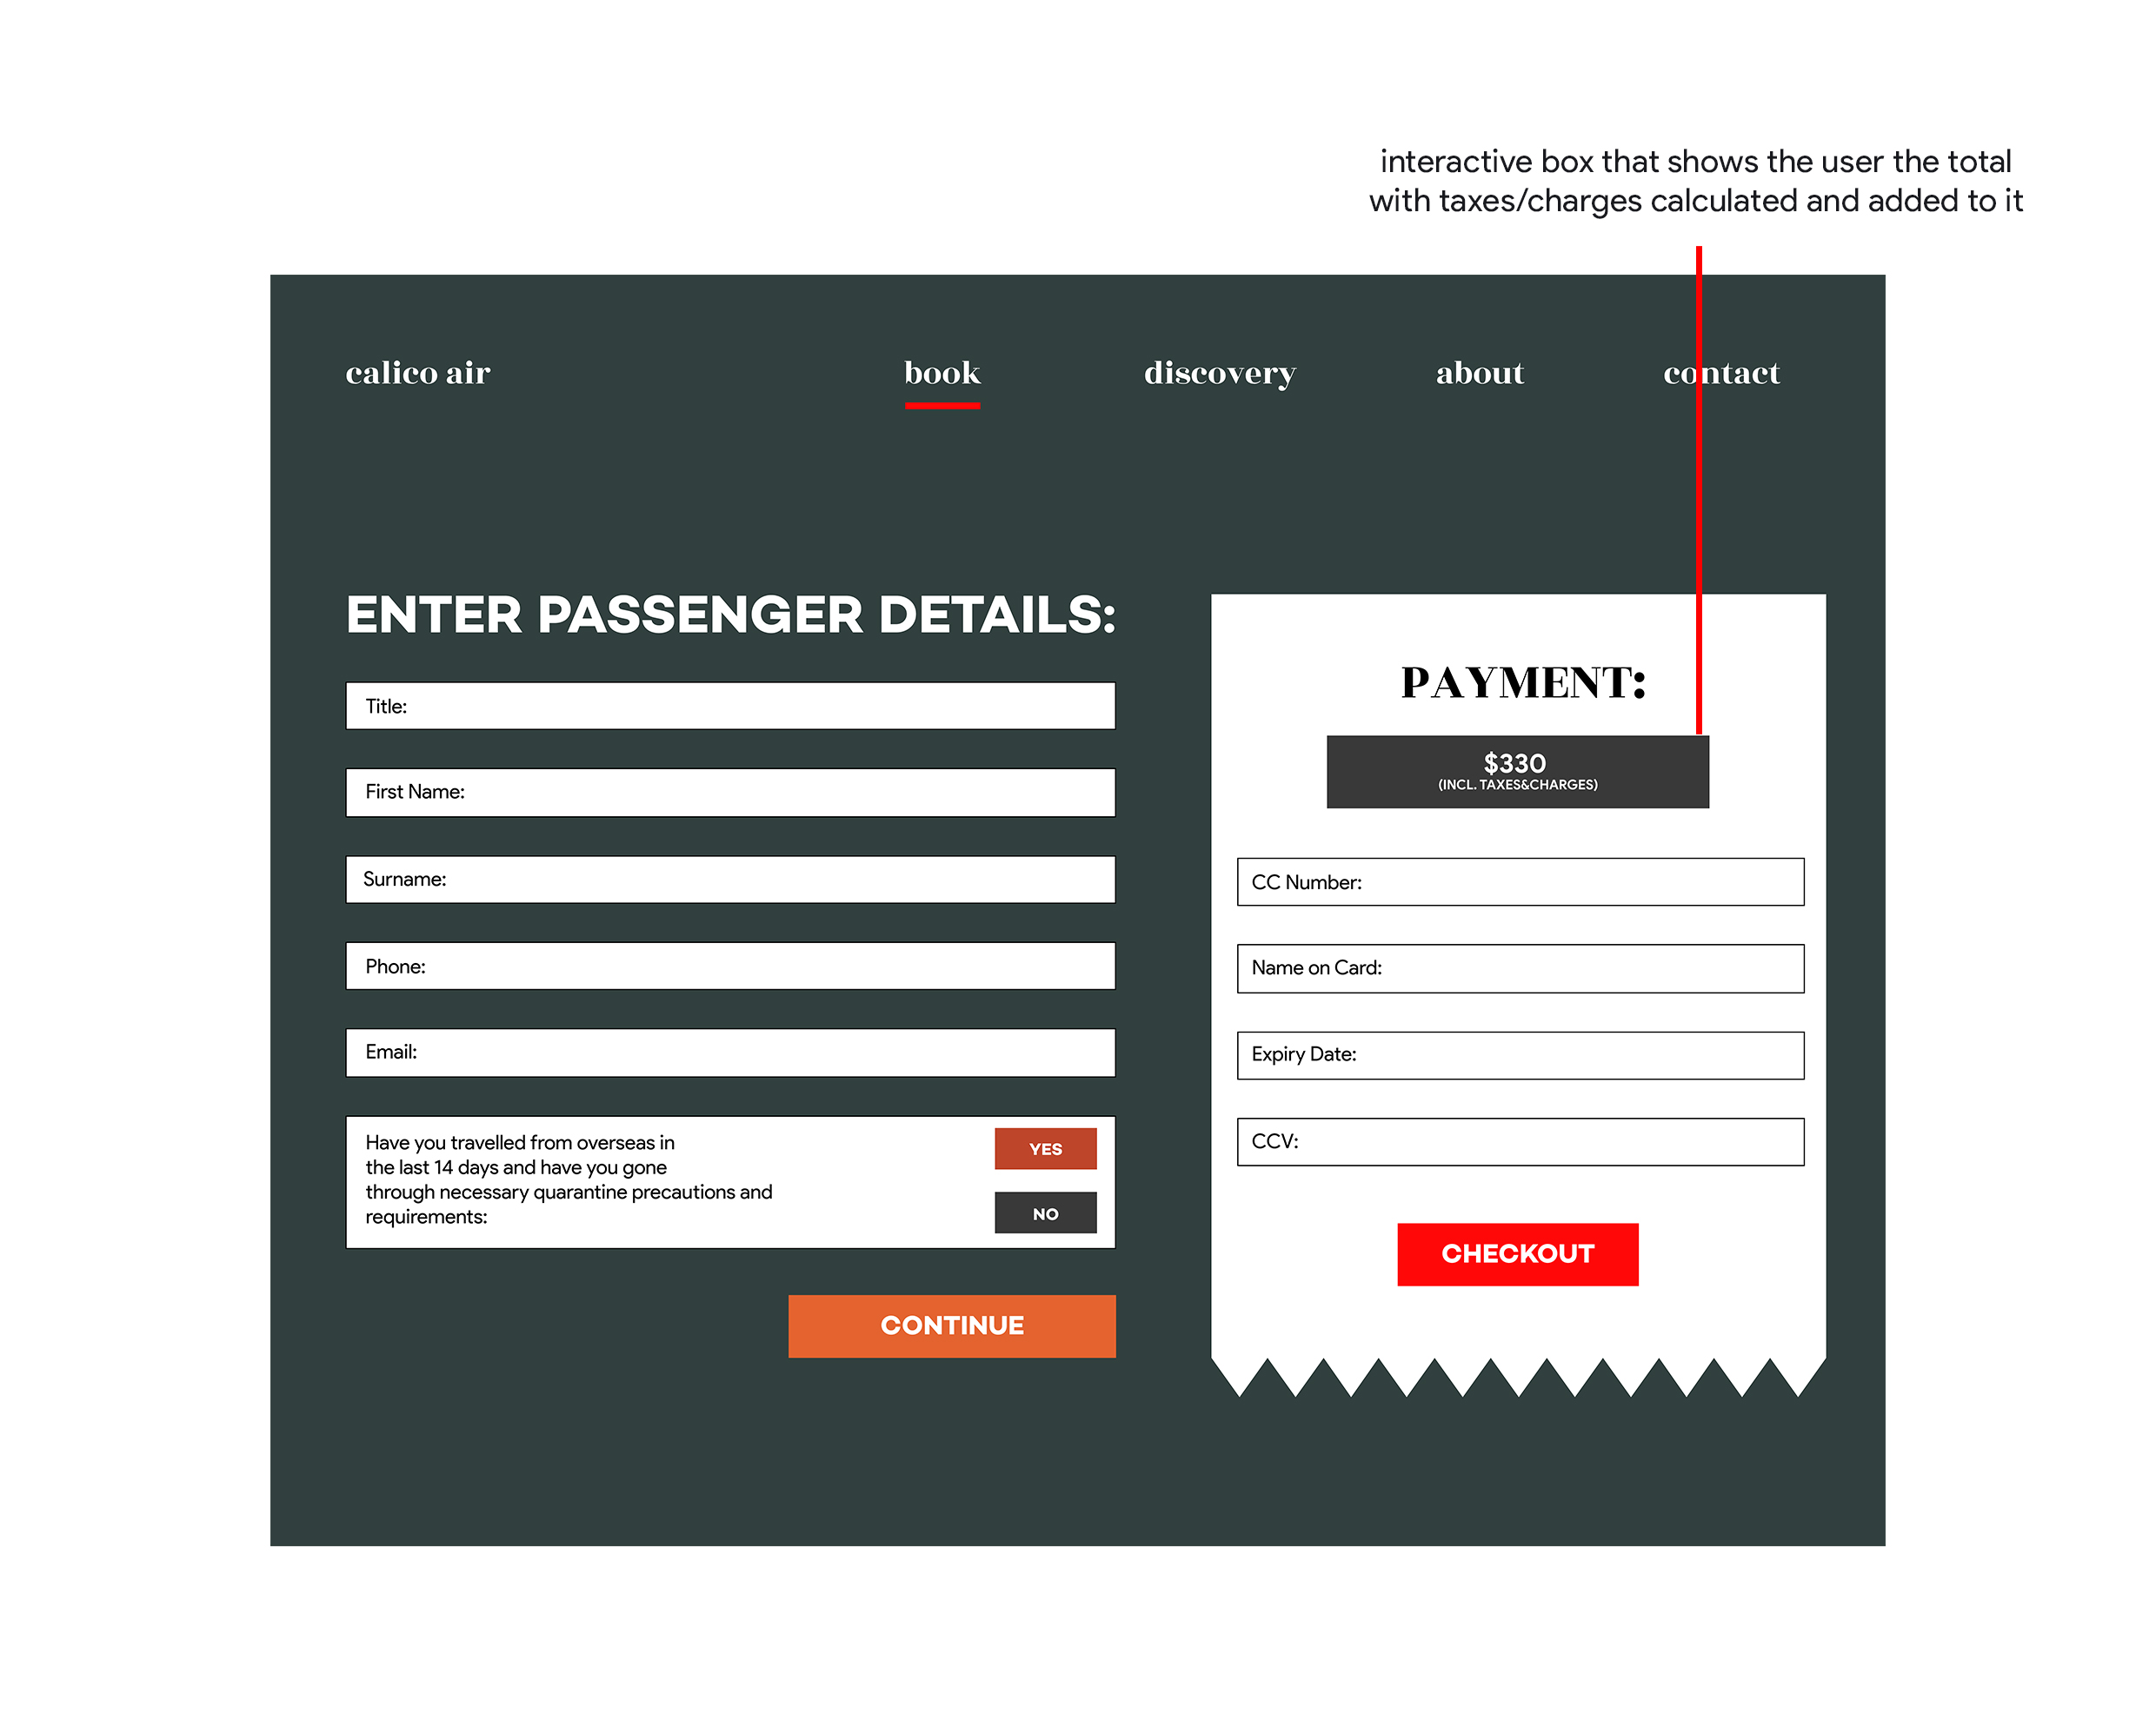 interactive box that shows the user the total
with taxes/charges calculated and added to it
calico air
book
discovery
about
contact
ENTER PASSENGER DETAILS:
Title:
First Name:
Surname:
Phone:
Email:
Have you travelled from overseas in
the last 14 days and have you gone
through necessary quarantine precautions and
requirements:
YES
NO
CONTINUE
PAYMENT:
$330
(INCL. TAXES&CHARGES)
CC Number:
Name on Card:
Expiry Date:
CCV:
CHECKOUT